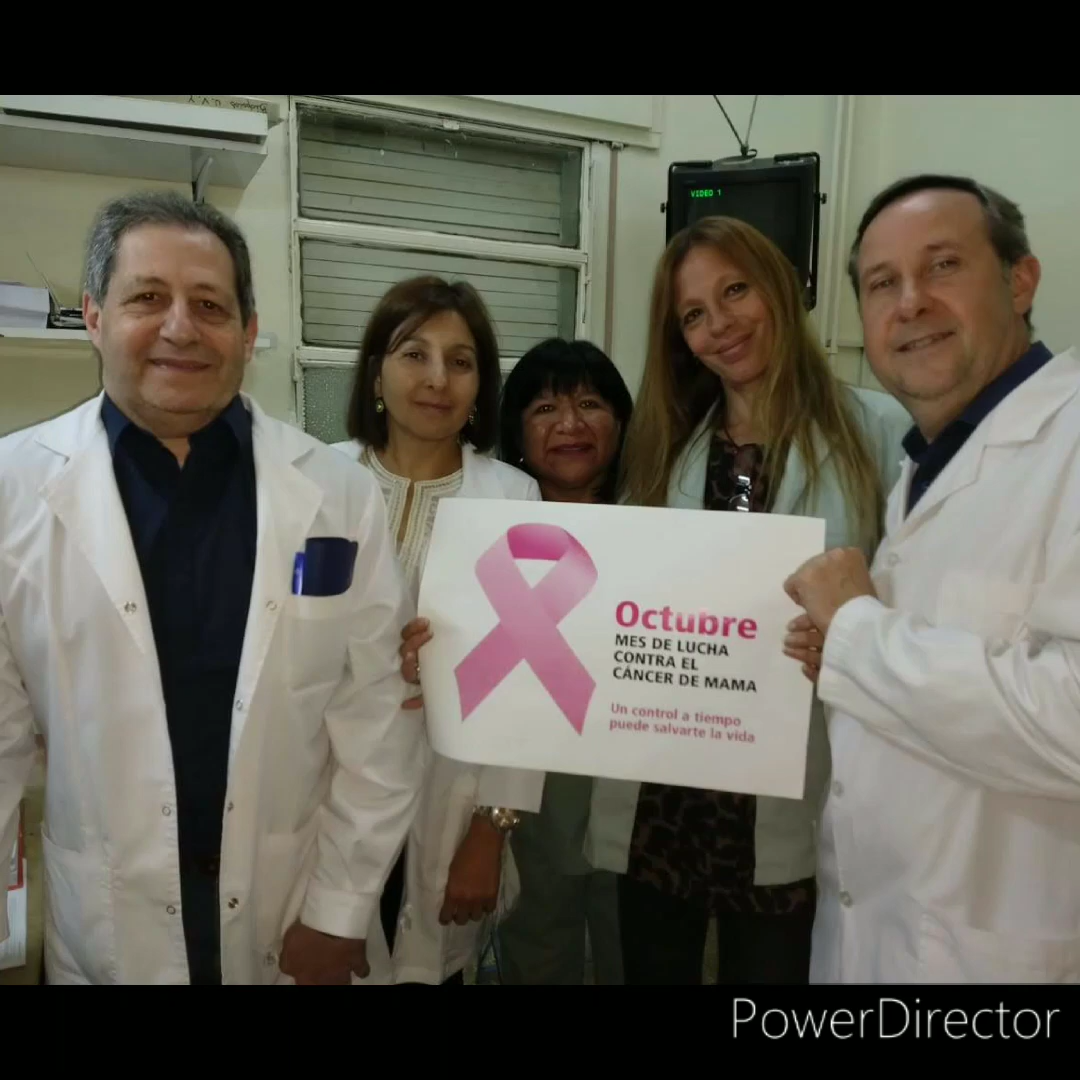 VIDEO 1
Octubre
MES DE LUCHA
CONTRA EL
CÁNCER DE MAMA
Un control a tiempo
puede salvarte la vida
PowerDirector